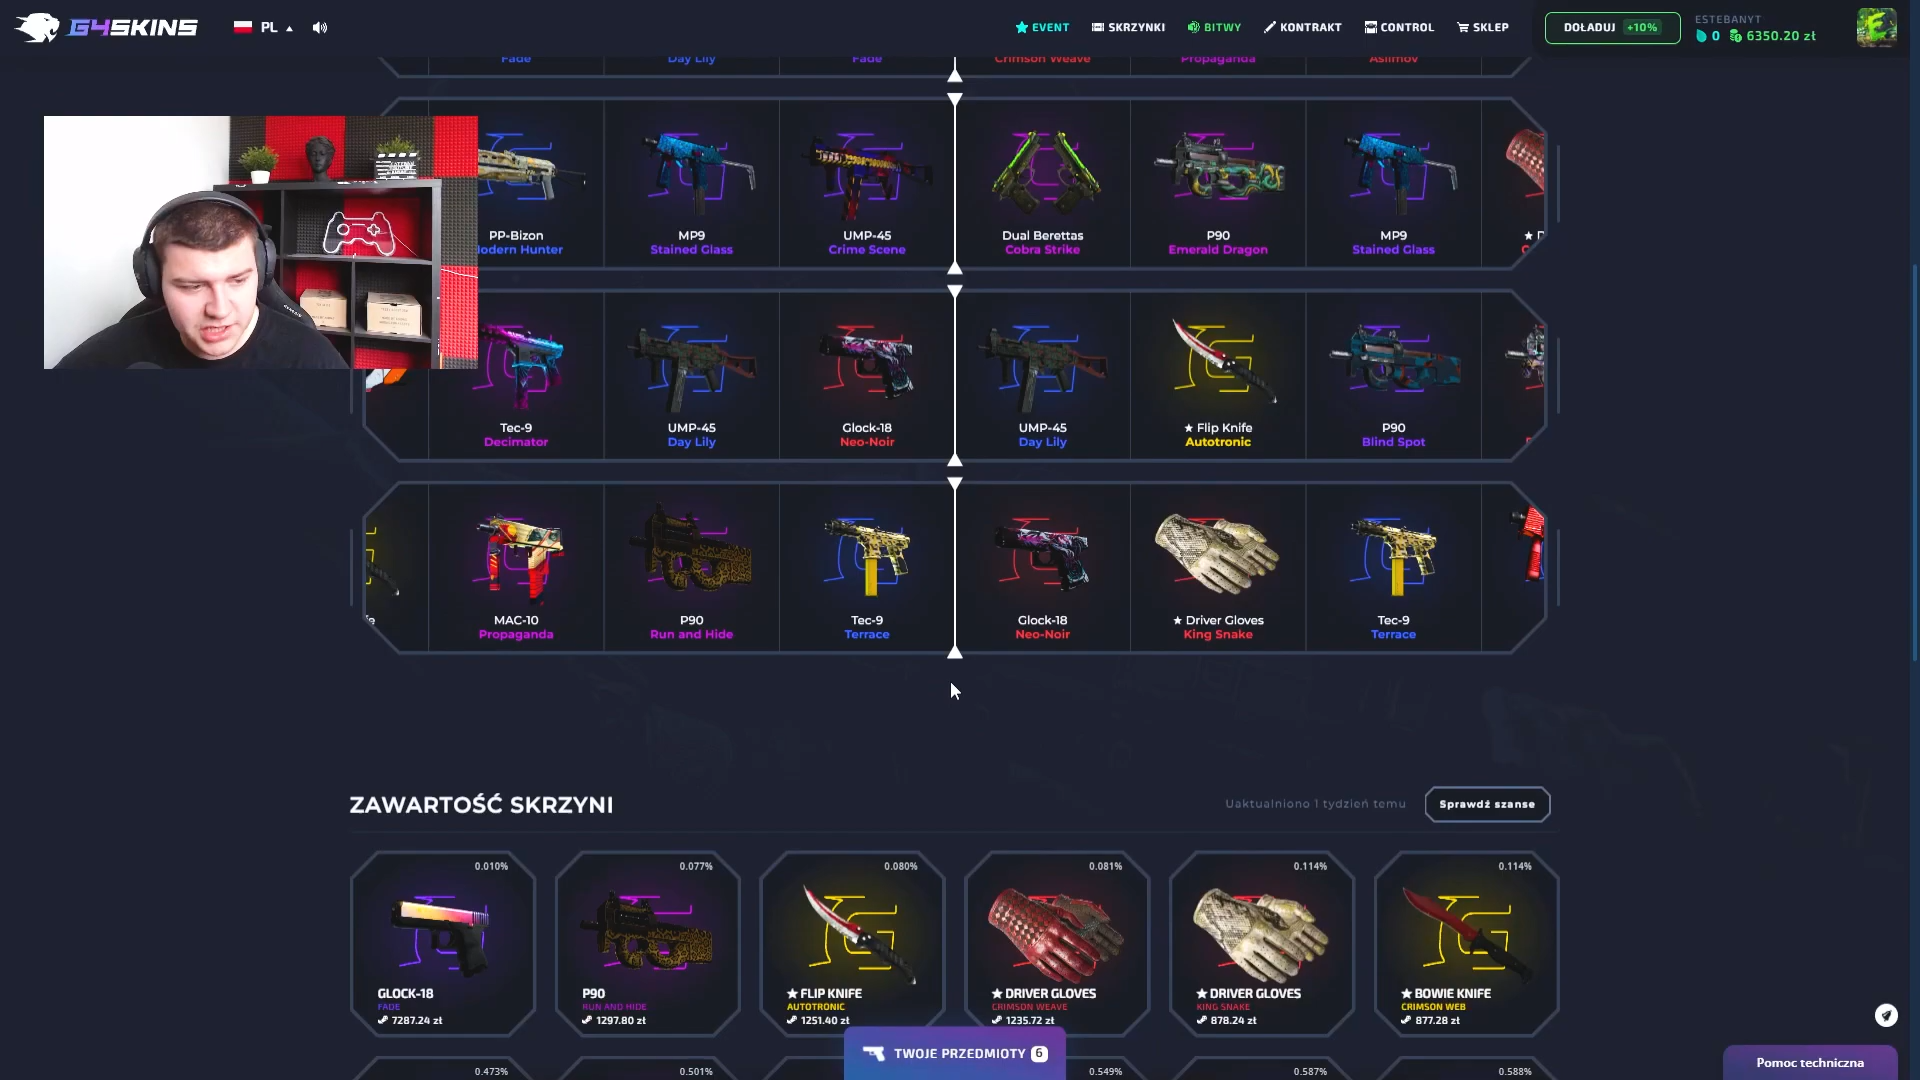 G4SKINS
PL
EVENT
SKRZYNKI
BITWY
KONTRAKT
CONTROL
SKLEP
DOŁADUJ +10%
ESTEBANYT
0 6350.20 zł
Fade
Day Lily
Fade
Crimson Weave
Propaganda
Asiimov
PP-Bizon
Modern Hunter
MP9
Stained Glass
UMP-45
Crime Scene
Dual Berettas
Cobra Strike
P90
Emerald Dragon
MP9
Stained Glass
Tec-9
Decimator
UMP-45
Day Lily
Glock-18
Neo-Noir
UMP-45
Day Lily
★ Flip Knife
Autotronic
P90
Blind Spot
MAC-10
Propaganda
P90
Run and Hide
Tec-9
Terrace
Glock-18
Neo-Noir
★ Driver Gloves
King Snake
Tec-9
Terrace
ZAWARTOŚĆ SKRZYNI
Uaktualniono 1 tydzień temu
Sprawdź szanse
0.010%
GLOCK-18
FADE
7287.24 zł
0.077%
P90
RUN AND HIDE
1297.80 zł
0.080%
★ FLIP KNIFE
AUTOTRONIC
1251.40 zł
0.081%
★ DRIVER GLOVES
CRIMSON WEAVE
1235.72 zł
0.114%
★ DRIVER GLOVES
KING SNAKE
878.24 zł
0.114%
★ BOWIE KNIFE
CRIMSON WEB
877.28 zł
0.473%
0.501%
0.549%
0.587%
0.588%
TWOJE PRZEDMIOTY 6
Pomoc techniczna